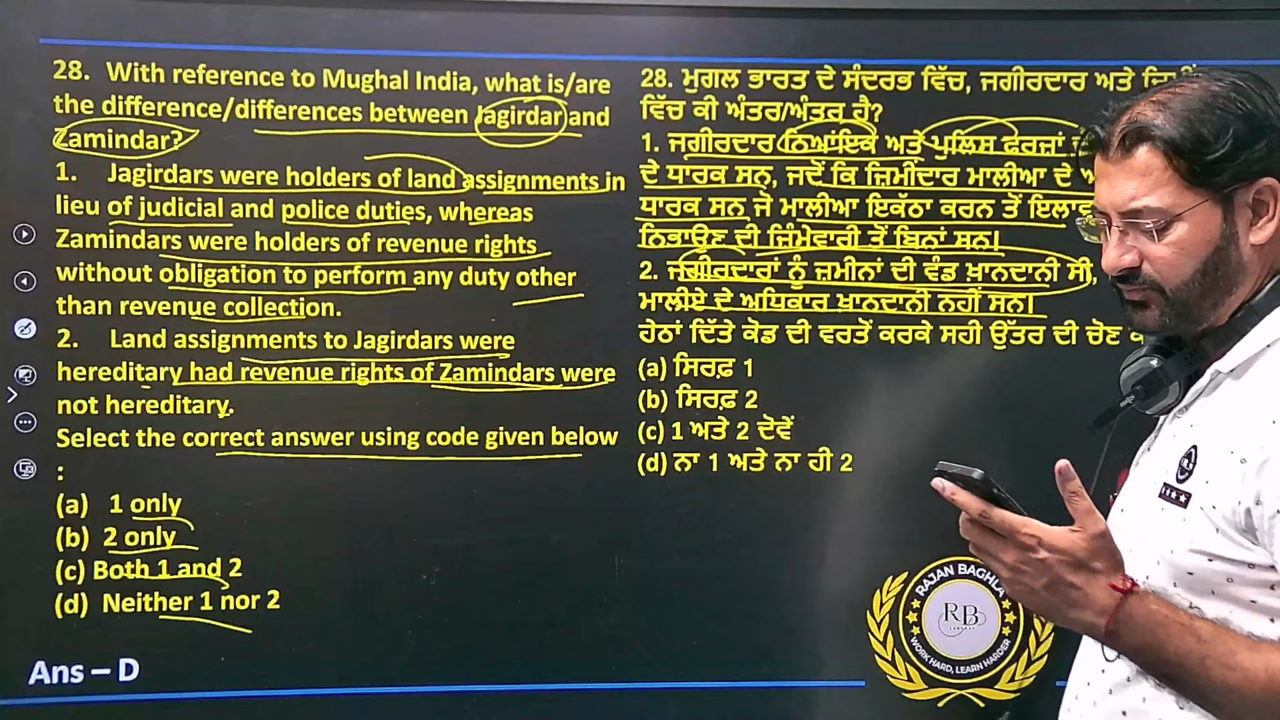 28. With reference to Mughal India, what is/are
the difference/differences between Jagirdar and
Zamindar?
1. Jagirdars were holders of land assignments in
lieu of judicial and police duties, whereas
Zamindars were holders of revenue rights
without obligation to perform any duty other
than revenue collection.
2. Land assignments to Jagirdars were
hereditary had revenue rights of Zamindars were
not hereditary.
Select the correct answer using code given below
:
(a) 1 only
(b) 2 only
(c) Both 1 and 2
(d) Neither 1 nor 2
Ans – D
28. ਮੁਗਲ ਭਾਰਤ ਦੇ ਸੰਦਰਭ ਵਿੱਚ, ਜਗੀਰਦਾਰ ਅਤੇ
ਵਿੱਚ ਕੀ ਅੰਤਰ/ਅੰਤਰ ਹੈ?
1. ਜਗੀਰਦਾਰ ਨਿਆਂਇਕ ਅਤੇ ਪੁਲਿਸ ਫਰਜ਼ਾਂ
ਦੇ ਧਾਰਕ ਸਨ, ਜਦੋਂ ਕਿ ਜ਼ਿਮੀਂਦਾਰ ਮਾਲੀਆ ਦੇ
ਧਾਰਕ ਸਨ ਜੋ ਮਾਲੀਆ ਇਕੱਠਾ ਕਰਨ ਤੋਂ
ਨਿਭਾਉਣ ਦੀ ਜ਼ਿੰਮੇਵਾਰੀ ਤੋਂ ਬਿਨਾਂ ਸਨ।
2. ਜਗੀਰਦਾਰਾਂ ਨੂੰ ਜ਼ਮੀਨਾਂ ਦੀ ਵੰਡ ਖ਼ਾਨਦਾਨੀ ਸੀ,
ਮਾਲੀਏ ਦੇ ਅਧਿਕਾਰ ਖ਼ਾਨਦਾਨੀ ਨਹੀਂ ਸਨ।
ਹੇਠਾਂ ਦਿੱਤੇ ਕੋਡ ਦੀ ਵਰਤੋਂ ਕਰਕੇ ਸਹੀ ਉੱਤਰ ਦੀ ਚੋਣ
(a) ਸਿਰਫ਼ 1
(b) ਸਿਰਫ਼ 2
(c) 1 ਅਤੇ 2 ਦੋਵੇਂ
(d) ਨਾ 1 ਅਤੇ ਨਾ ਹੀ 2
RAJAN BAGHLA
RB
WORK HARD, LEARN HARDER